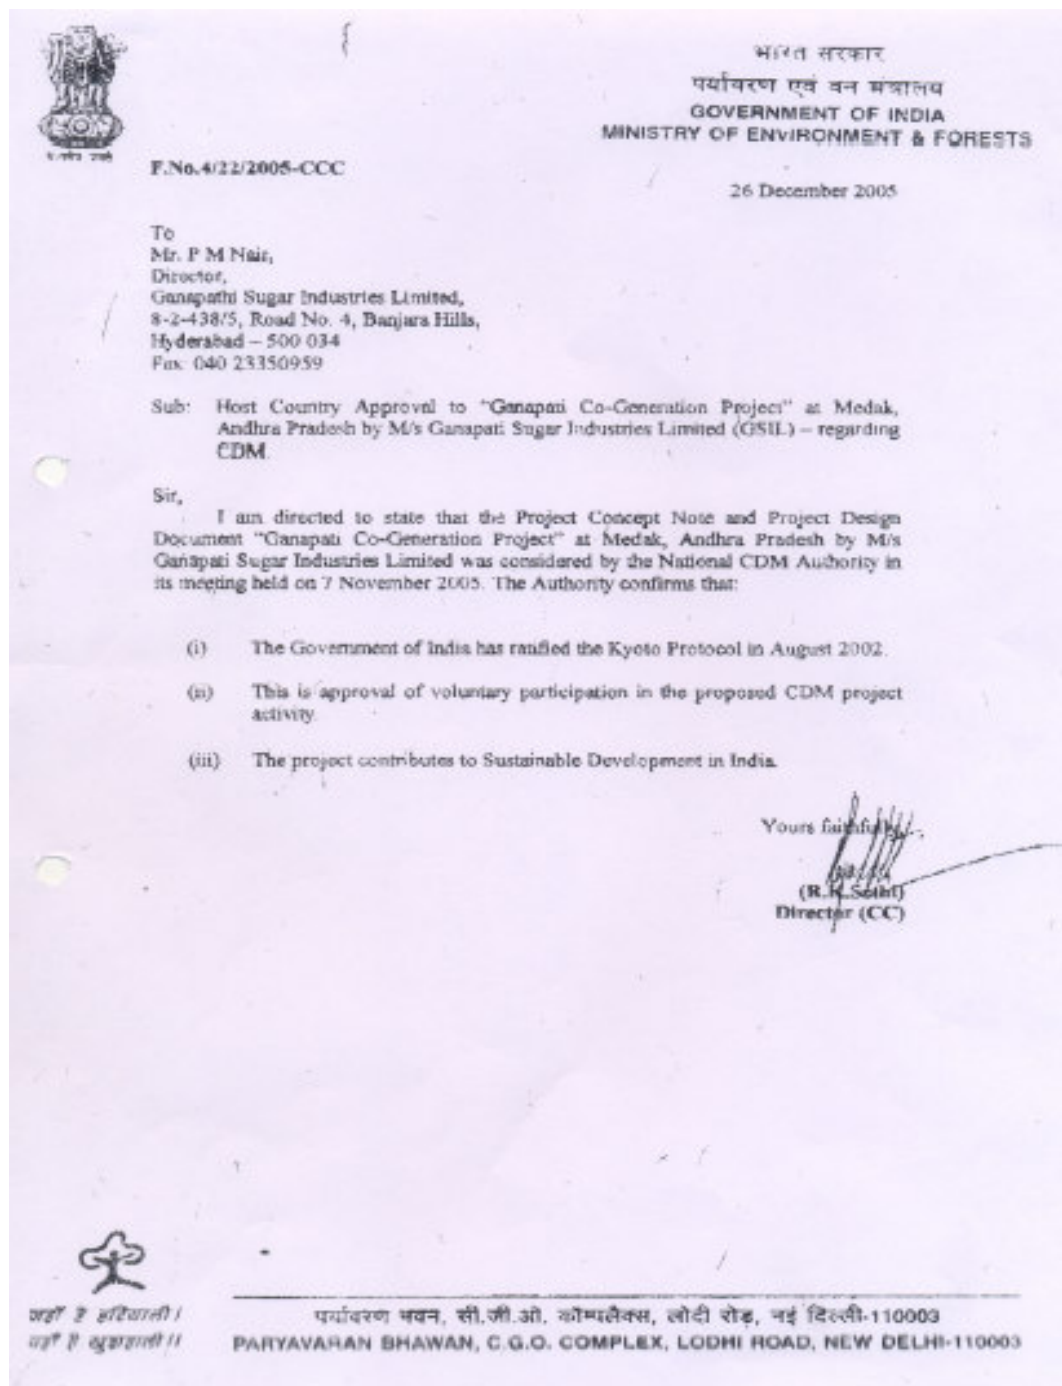 भारत सरकार
पर्यावरण एवं वन मंत्रालय
GOVERNMENT OF INDIA
MINISTRY OF ENVIRONMENT & FORESTS
F.No.4/22/2005-CCC
26 December 2005
To
Mr. P M Nair,
Director,
Ganapathi Sugar Industries Limited,
8-2-438/5, Road No. 4, Banjara Hills,
Hyderabad – 500 034
Fax: 040 23350959
Sub: Host Country Approval to “Ganapati Co-Generation Project” at Medak,
Andhra Pradesh by M/s Ganapati Sugar Industries Limited (GSIL) – regarding
CDM.
Sir,
I am directed to state that the Project Concept Note and Project Design
Document “Ganapati Co-Generation Project” at Medak, Andhra Pradesh by M/s
Ganapati Sugar Industries Limited was considered by the National CDM Authority in
its meeting held on 7 November 2005. The Authority confirms that:
(i) The Government of India has ratified the Kyoto Protocol in August 2002.
(ii) This is approval of voluntary participation in the proposed CDM project
activity.
(iii) The project contributes to Sustainable Development in India.
Yours faithfully,
(R.K.Sethi)
Director (CC)
जहाँ है हरियाली।
वहाँ है खुशहाली।।
पर्यावरण भवन, सी.जी.ओ. कॉम्पलैक्स, लोदी रोड़, नई दिल्ली-110003
PARYAVARAN BHAWAN, C.G.O. COMPLEX, LODHI ROAD, NEW DELHI-110003